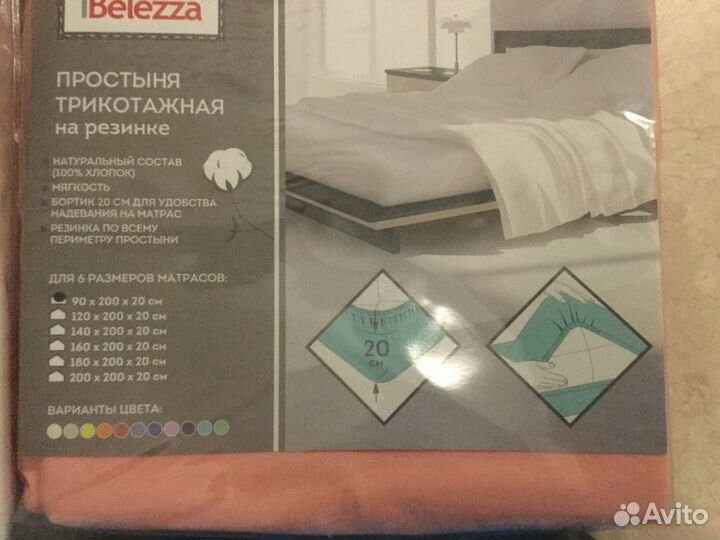 Belezza
ПРОСТЫНЯ
ТРИКОТАЖНАЯ
на резинке
НАТУРАЛЬНЫЙ СОСТАВ
(100% ХЛОПОК)
МЯГКОСТЬ
БОРТИК 20 СМ ДЛЯ УДОБСТВА
НАДЕВАНИЯ НА МАТРАС
РЕЗИНКА ПО ВСЕМУ
ПЕРИМЕТРУ ПРОСТЫНИ
ДЛЯ 6 РАЗМЕРОВ МАТРАСОВ:
90 х 200 х 20 см
120 х 200 х 20 см
140 х 200 х 20 см
160 х 200 х 20 см
180 х 200 х 20 см
200 х 200 х 20 см
ВАРИАНТЫ ЦВЕТА:
20
СМ
Avito